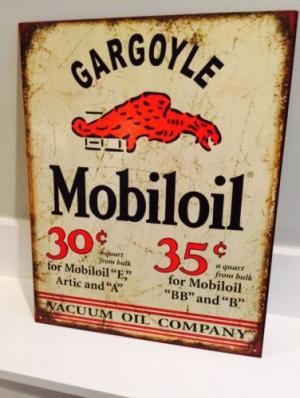 GARGOYLE
Mobiloil®
30¢ a quart from bulk
for Mobiloil "E,"
Artic and "A"
35¢ a quart from bulk
for Mobiloil
"BB" and "B"
VACUUM OIL COMPANY